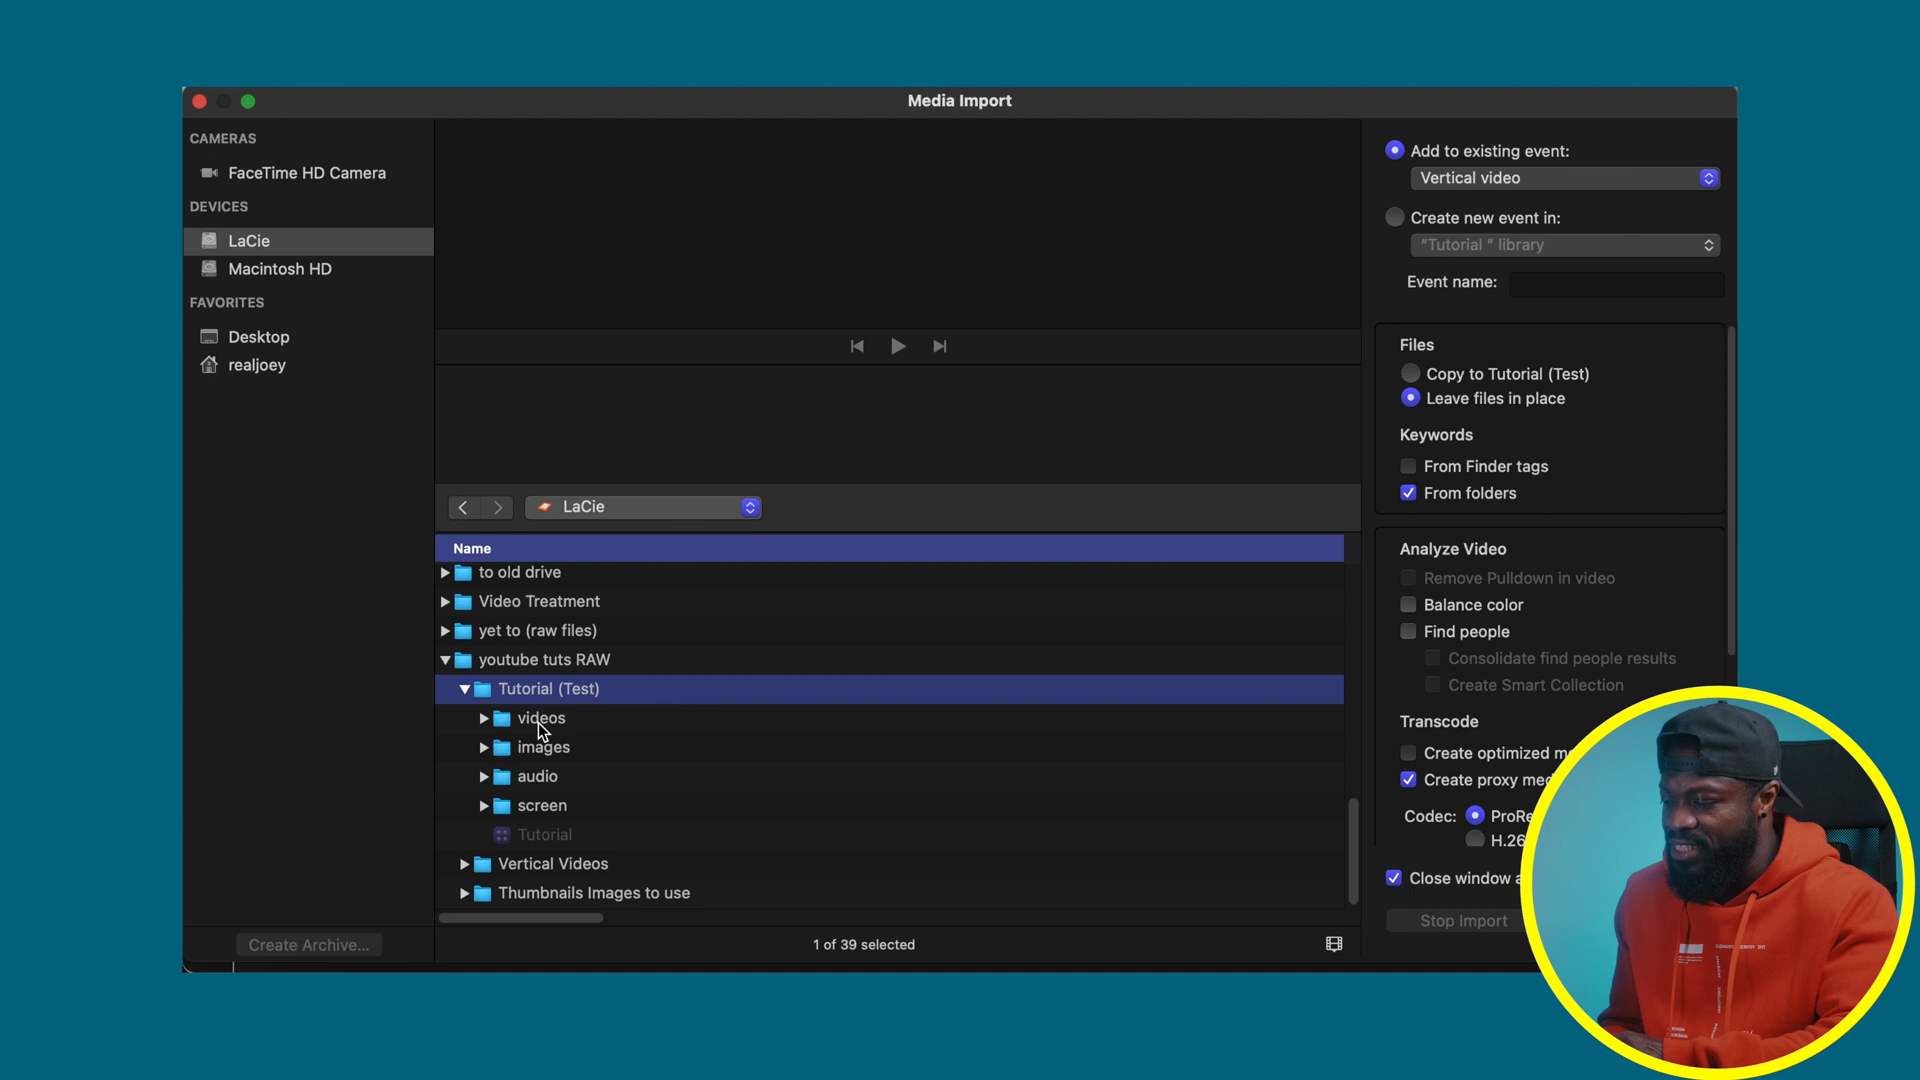 Media Import
CAMERAS
FaceTime HD Camera
DEVICES
LaCie
Macintosh HD
FAVORITES
Desktop
realjoey
Create Archive...
LaCie
Name
to old drive
Video Treatment
yet to (raw files)
youtube tuts RAW
Tutorial (Test)
videos
images
audio
screen
Tutorial
Vertical Videos
Thumbnails Images to use
1 of 39 selected
Add to existing event:
Vertical video
Create new event in:
“Tutorial ” library
Event name:
Files
Copy to Tutorial (Test)
Leave files in place
Keywords
From Finder tags
From folders
Analyze Video
Remove Pulldown in video
Balance color
Find people
Consolidate find people results
Create Smart Collection
Transcode
Create optimized m
Create proxy med
Codec: ProRe
H.26
Close window a
Stop Import